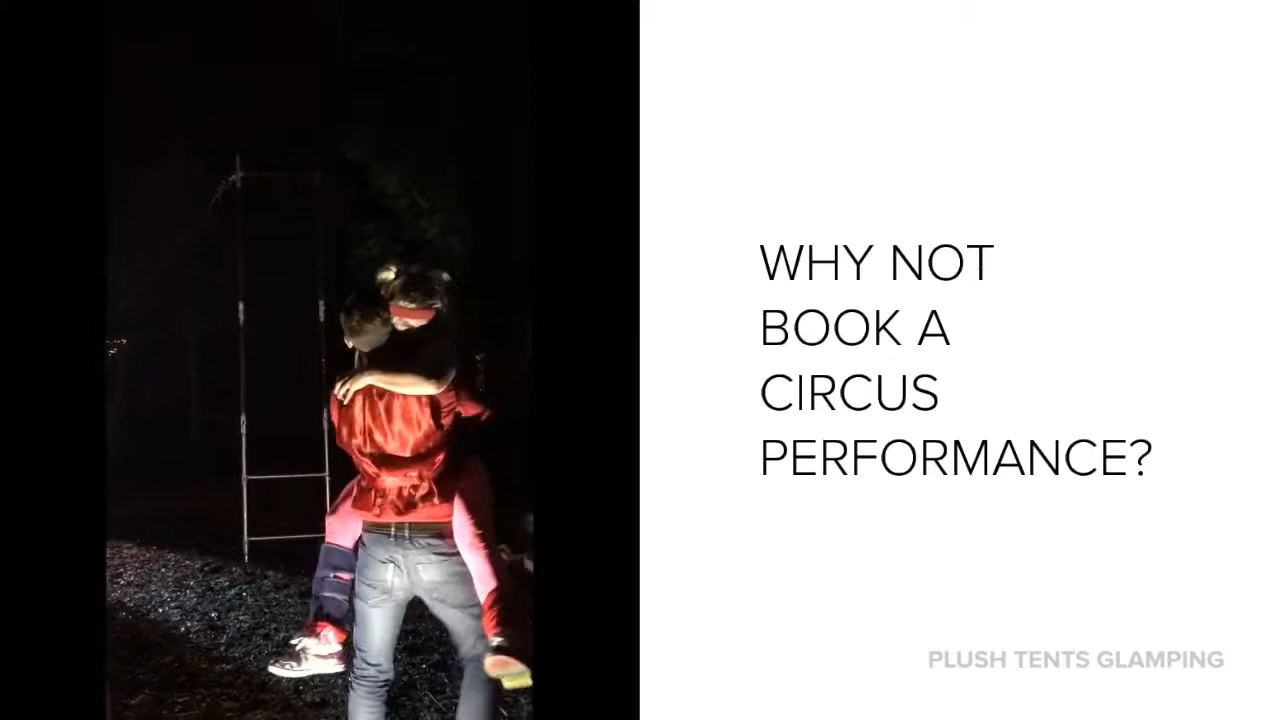 WHY NOT
BOOK A
CIRCUS
PERFORMANCE?
PLUSH TENTS GLAMPING